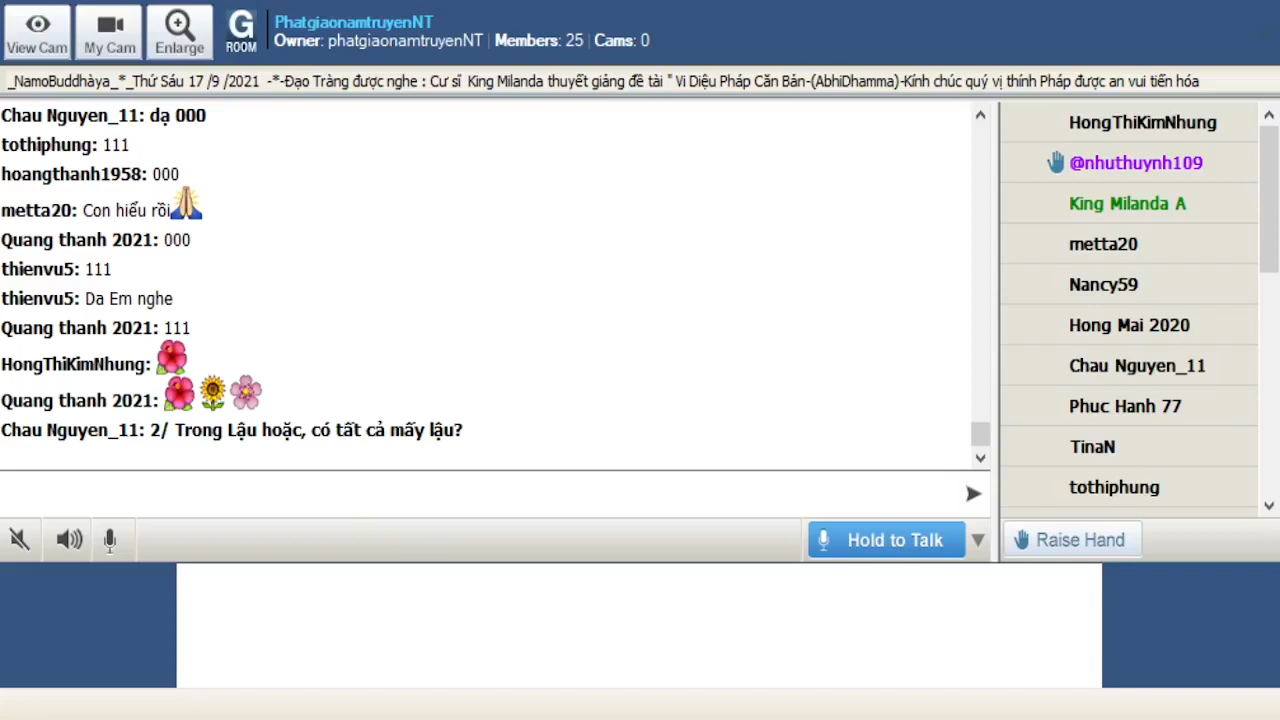 PhatgiaonamtruyenNT
Owner: phatgiaonamtruyenNT | Members: 25 | Cams: 0
View Cam
My Cam
Enlarge
G
ROOM
_NamoBuddhàya_*_Thứ Sáu 17 /9 /2021 -*-Đạo Tràng được nghe : Cư sĩ King Milanda thuyết giảng đề tài " Vi Diệu Pháp Căn Bản-(AbhiDhamma)-Kính chúc quý vị thính Pháp được an vui tiến hóa
Chau Nguyen_11: dạ 000
tothiphung: 111
hoangthanh1958: 000
metta20: Con hiểu rồi
Quang thanh 2021: 000
thienvu5: 111
thienvu5: Da Em nghe
Quang thanh 2021: 111
HongThiKimNhung:
Quang thanh 2021:
Chau Nguyen_11: 2/ Trong Lậu hoặc, có tất cả mấy lậu?
HongThiKimNhung
@nhuthuynh109
King Milanda A
metta20
Nancy59
Hong Mai 2020
Chau Nguyen_11
Phuc Hanh 77
TinaN
tothiphung
Hold to Talk
Raise Hand